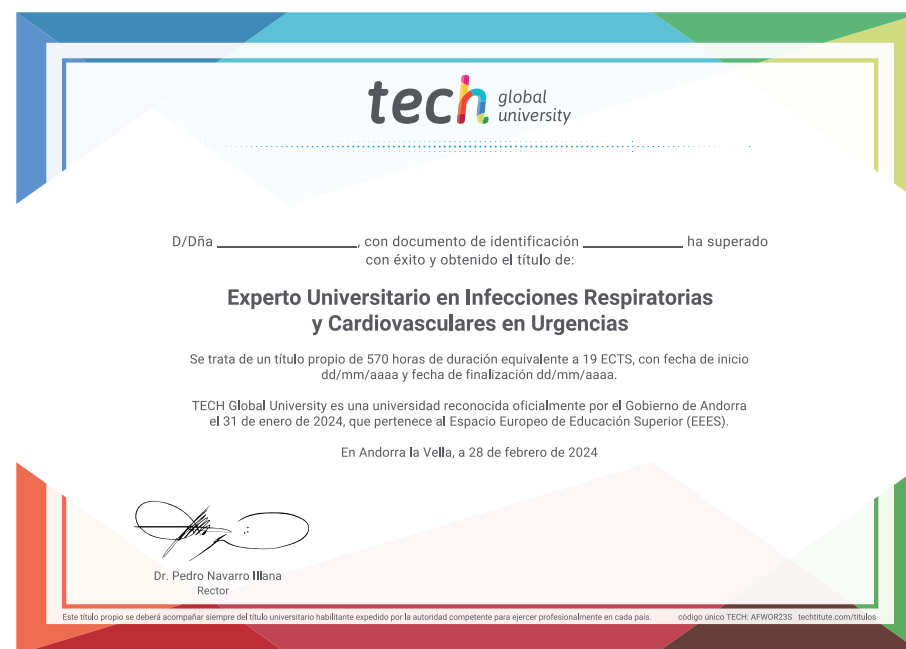 tech global university
D/Dña ____________________, con documento de identificación ______________ ha superado
con éxito y obtenido el título de:
Experto Universitario en Infecciones Respiratorias
y Cardiovasculares en Urgencias
Se trata de un título propio de 570 horas de duración equivalente a 19 ECTS, con fecha de inicio
dd/mm/aaaa y fecha de finalización dd/mm/aaaa.
TECH Global University es una universidad reconocida oficialmente por el Gobierno de Andorra
el 31 de enero de 2024, que pertenece al Espacio Europeo de Educación Superior (EEES).
En Andorra la Vella, a 28 de febrero de 2024
Dr. Pedro Navarro Illana
Rector
Este título propio se deberá acompañar siempre del título universitario habilitante expedido por la autoridad competente para ejercer profesionalmente en cada país. código único TECH: AFWOR23S techtitute.com/titulos